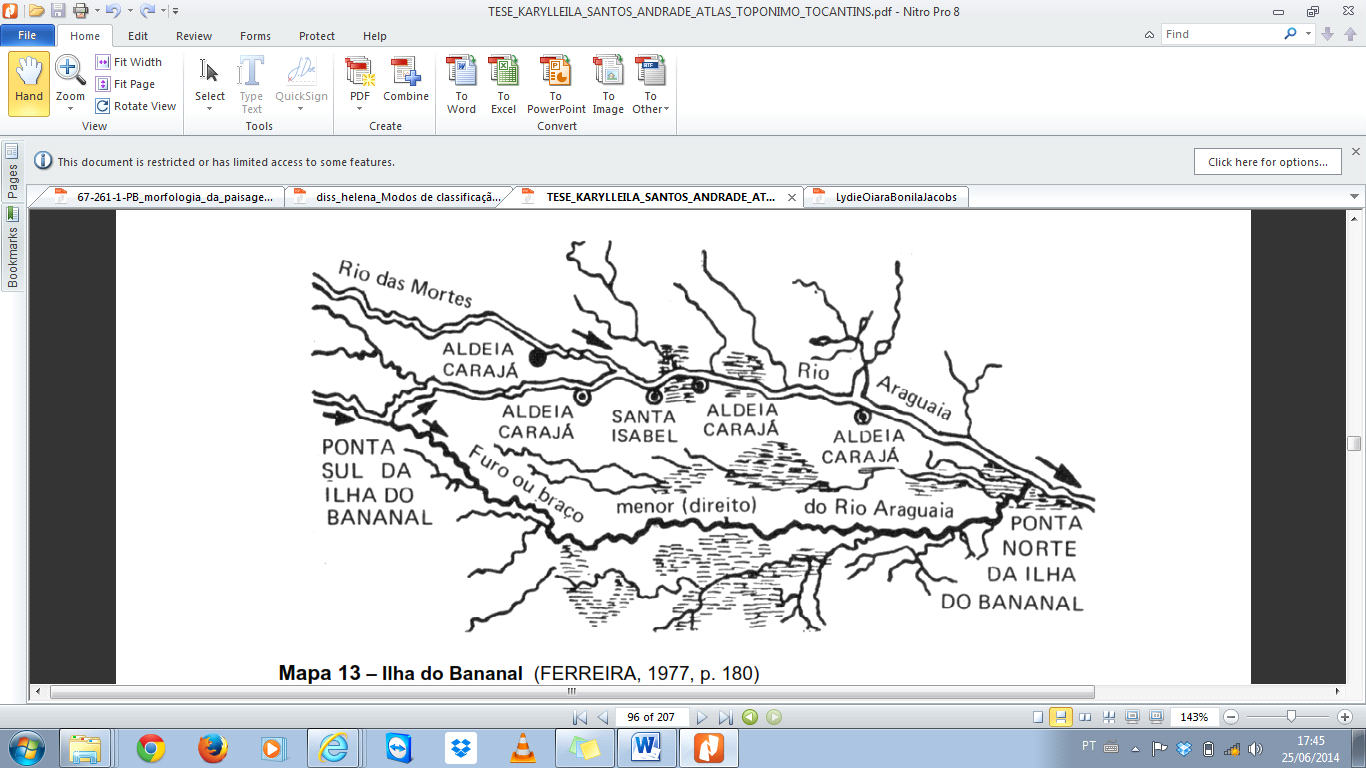 TESE_KARYLLEILA_SANTOS_ANDRADE_ATLAS_TOPONIMO_TOCANTINS.pdf - Nitro Pro 8
File Home Edit Review Forms Protect Help
Find
Hand
Zoom
Fit Width
Fit Page
Rotate View
View
Select
Type
Text
QuickSign
Tools
PDF
Combine
Create
To
Word
To
Excel
To
PowerPoint
To
Image
To
Other
Convert
This document is restricted or has limited access to some features.
Click here for options...
Pages
Bookmarks
67-261-1-PB_morfologia_da_paisage...
diss_helena_Modos de classificaçã...
TESE_KARYLLEILA_SANTOS_ANDRADE_AT...
LydieOiaraBonilaJacobs
Rio das Mortes
ALDEIA
CARAJÁ
Rio Araguaia
ALDEIA
CARAJÁ
SANTA
ISABEL
ALDEIA
CARAJÁ
ALDEIA
CARAJÁ
PONTA
SUL DA
ILHA DO
BANANAL
Furo ou braço menor (direito) do Rio Araguaia
PONTA
NORTE
DA ILHA
DO BANANAL
Mapa 13 – Ilha do Bananal (FERREIRA, 1977, p. 180)
96 of 207
143%
PT
17:45
25/06/2014